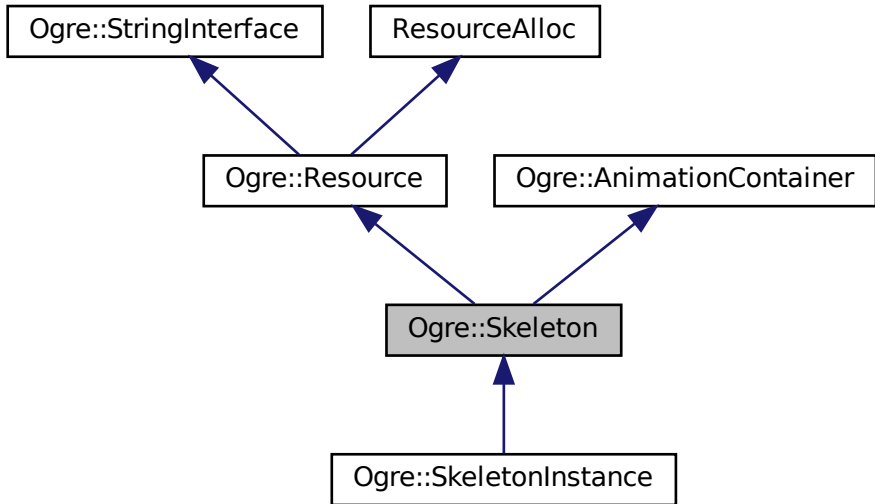 Ogre::StringInterface
ResourceAlloc
Ogre::Resource
Ogre::AnimationContainer
Ogre::Skeleton
Ogre::SkeletonInstance